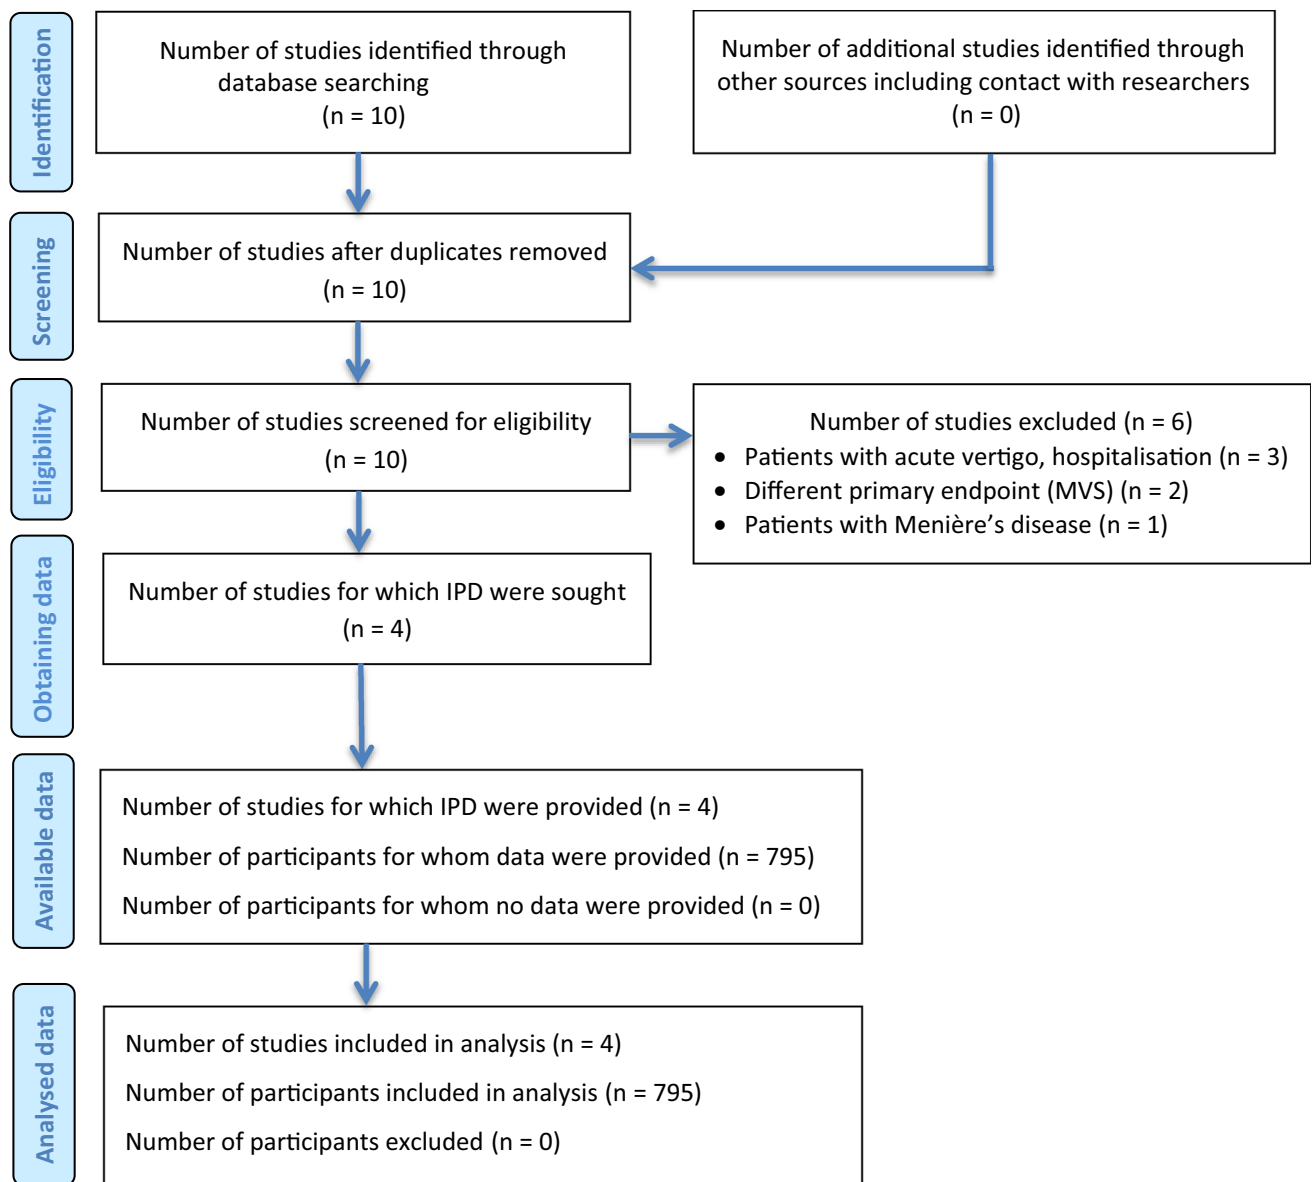 Identification
Number of studies identified through
database searching
(n = 10)
Number of additional studies identified through
other sources including contact with researchers
(n = 0)
Screening
Number of studies after duplicates removed
(n = 10)
Eligibility
Number of studies screened for eligibility
(n = 10)
Number of studies excluded (n = 6)
• Patients with acute vertigo, hospitalisation (n = 3)
• Different primary endpoint (MVS) (n = 2)
• Patients with Menière’s disease (n = 1)
Obtaining data
Number of studies for which IPD were sought
(n = 4)
Available data
Number of studies for which IPD were provided (n = 4)
Number of participants for whom data were provided (n = 795)
Number of participants for whom no data were provided (n = 0)
Analysed data
Number of studies included in analysis (n = 4)
Number of participants included in analysis (n = 795)
Number of participants excluded (n = 0)